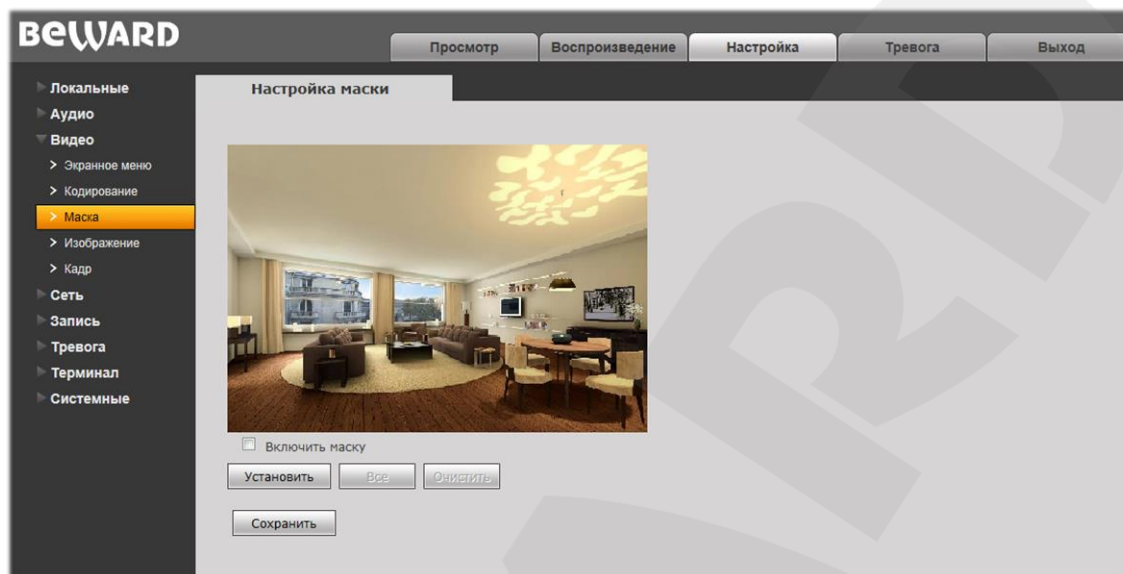 BEWARD
Просмотр
Воспроизведение
Настройка
Тревога
Выход
Локальные
Аудио
Видео
Экранное меню
Кодирование
Маска
Изображение
Кадр
Сеть
Запись
Тревога
Терминал
Системные
Настройка маски
Включить маску
Установить
Все
Очистить
Сохранить